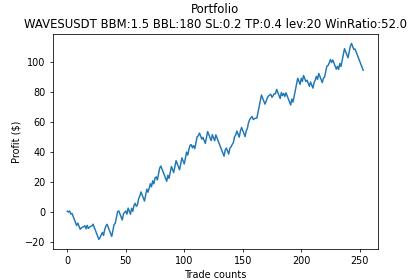 Portfolio
WAVESUSDT BBM:1.5 BBL:180 SL:0.2 TP:0.4 lev:20 WinRatio:52.0
100
80
60
40
20
0
−20
Profit ($)
0 50 100 150 200 250
Trade counts